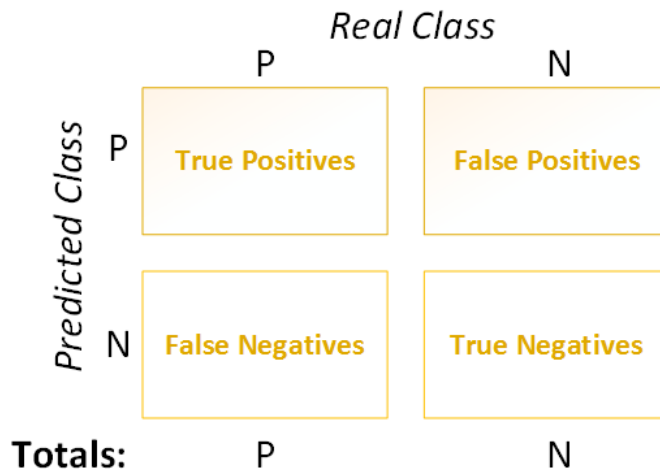 Real Class
P N
Predicted Class
P True Positives False Positives
N False Negatives True Negatives
Totals: P N